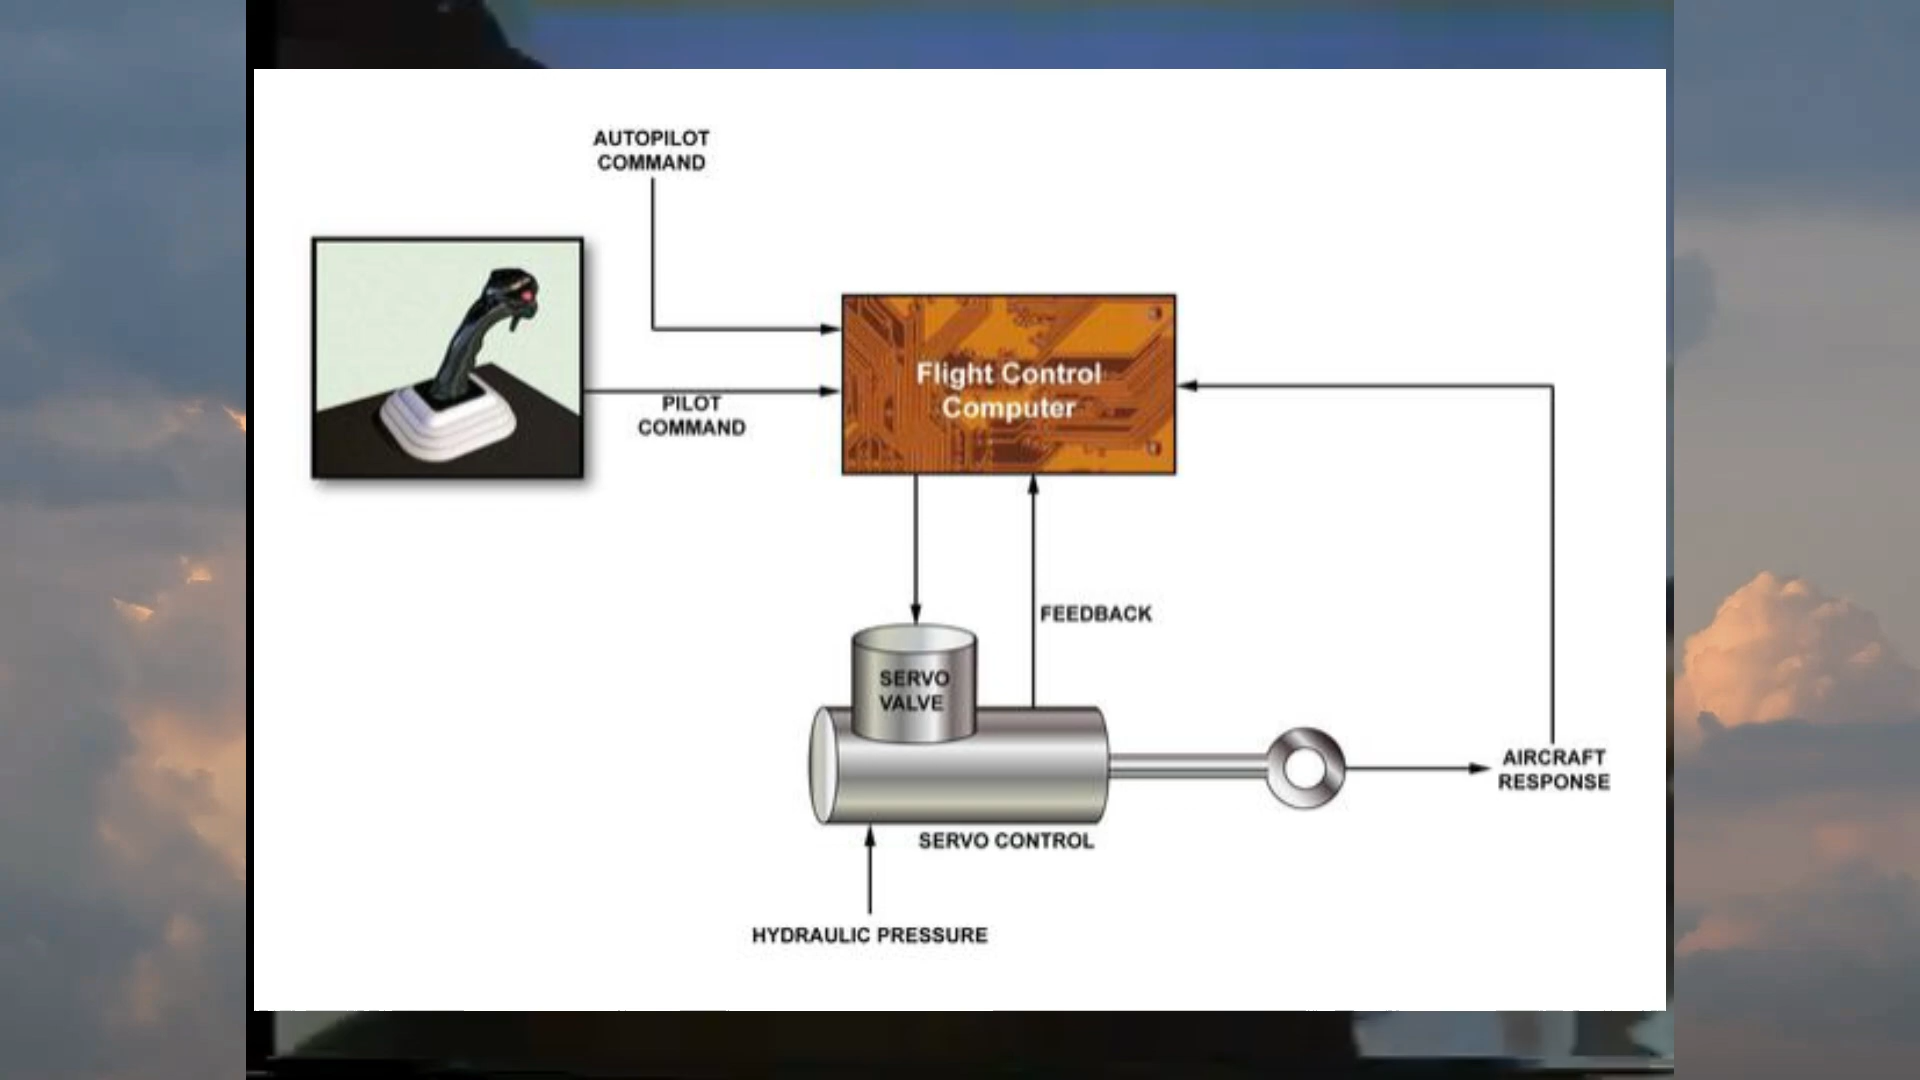 AUTOPILOT
COMMAND
PILOT
COMMAND
Flight Control
Computer
FEEDBACK
SERVO
VALVE
AIRCRAFT
RESPONSE
SERVO CONTROL
HYDRAULIC PRESSURE